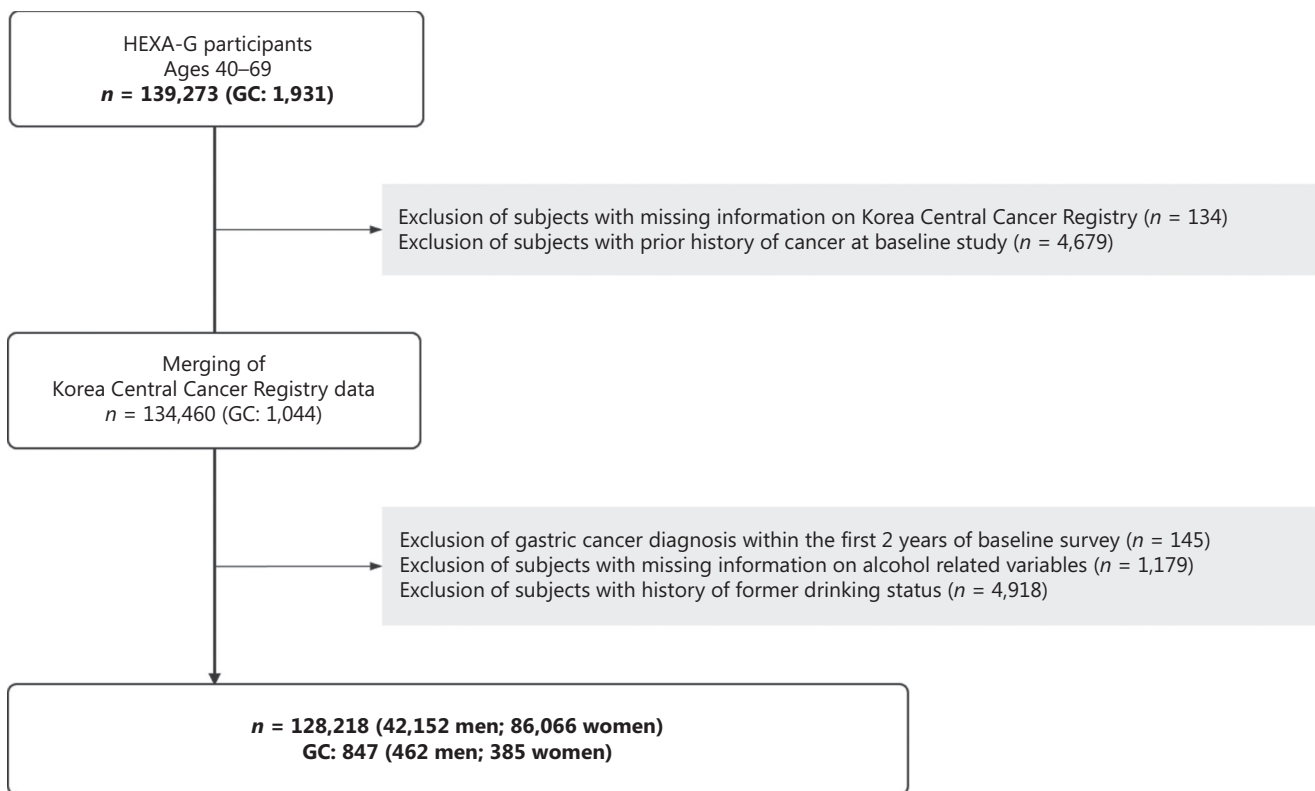 HEXA-G participants
Ages 40–69
n = 139,273 (GC: 1,931)
Exclusion of subjects with missing information on Korea Central Cancer Registry (n = 134)
Exclusion of subjects with prior history of cancer at baseline study (n = 4,679)
Merging of
Korea Central Cancer Registry data
n = 134,460 (GC: 1,044)
Exclusion of gastric cancer diagnosis within the first 2 years of baseline survey (n = 145)
Exclusion of subjects with missing information on alcohol related variables (n = 1,179)
Exclusion of subjects with history of former drinking status (n = 4,918)
n = 128,218 (42,152 men; 86,066 women)
GC: 847 (462 men; 385 women)